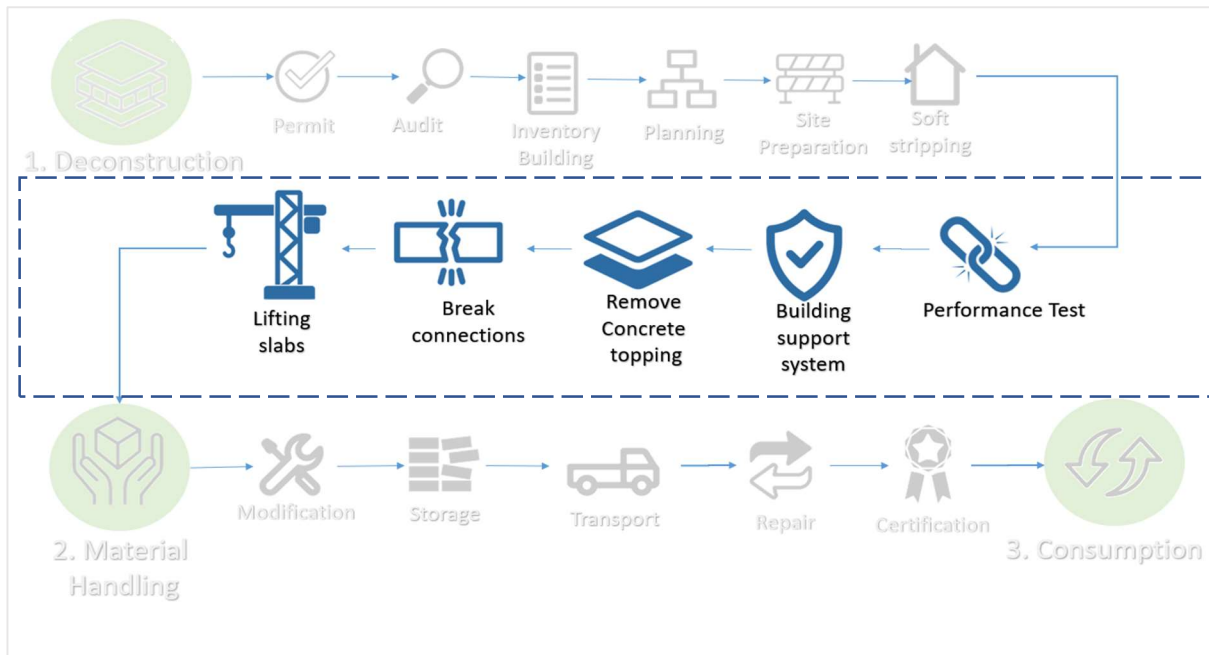 1. Deconstruction
Permit
Audit
Inventory
Building
Planning
Site
Preparation
Soft
stripping
Performance Test
Building
support
system
Remove
Concrete
topping
Break
connections
Lifting
slabs
2. Material
Handling
Modification
Storage
Transport
Repair
Certification
3. Consumption